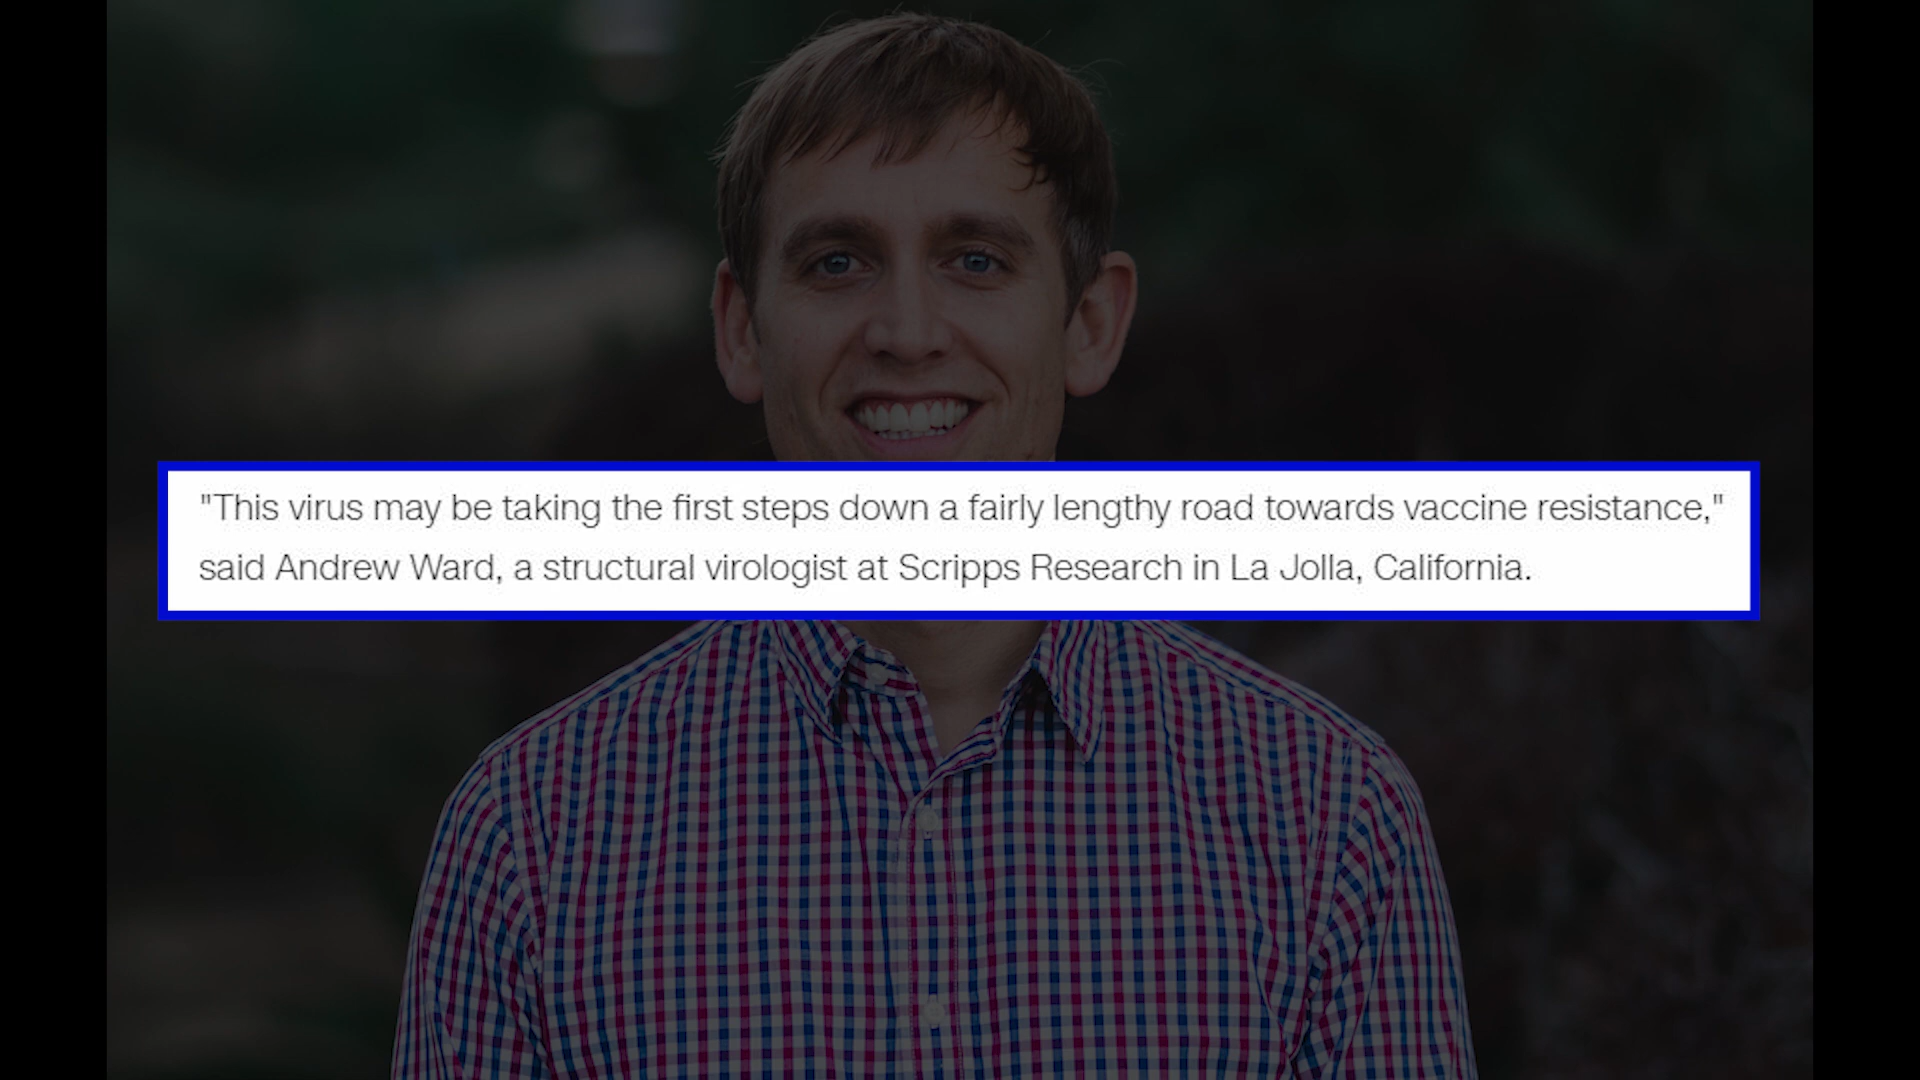 "This virus may be taking the first steps down a fairly lengthy road towards vaccine resistance,"
said Andrew Ward, a structural virologist at Scripps Research in La Jolla, California.